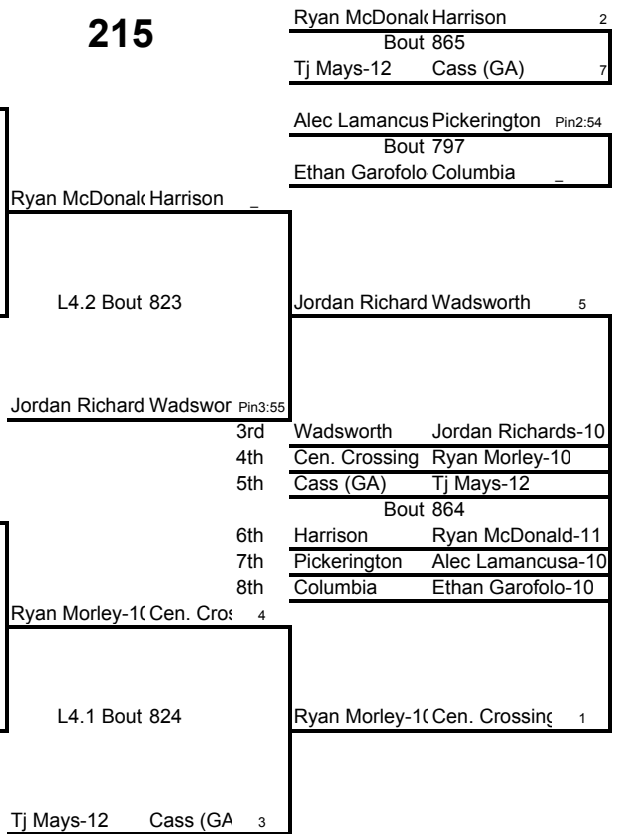 215
Ryan McDonald Harrison 2
Bout 865
Tj Mays-12 Cass (GA) 7
Alec Lamancus Pickerington Pin2:54
Bout 797
Ethan Garofolo Columbia _
Ryan McDonald Harrison _
L4.2 Bout 823
Jordan Richard Wadsworth 5
Jordan Richard Wadswor Pin3:55
3rd Wadsworth Jordan Richards-10
4th Cen. Crossing Ryan Morley-10
5th Cass (GA) Tj Mays-12
Bout 864
6th Harrison Ryan McDonald-11
7th Pickerington Alec Lamancusa-10
8th Columbia Ethan Garofolo-10
Ryan Morley-10 Cen. Cros 4
L4.1 Bout 824
Ryan Morley-10 Cen. Crossing 1
Tj Mays-12 Cass (GA 3